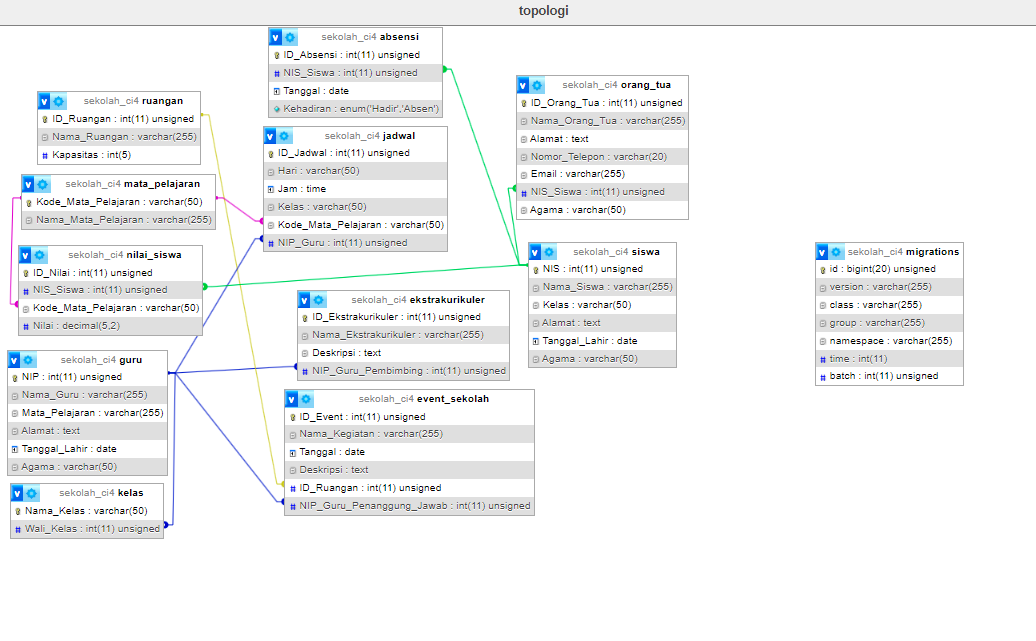 topologi
sekolah_ci4 absensi
ID_Absensi : int(11) unsigned
NIS_Siswa : int(11) unsigned
Tanggal : date
Kehadiran : enum('Hadir','Absen')
sekolah_ci4 orang_tua
ID_Orang_Tua : int(11) unsigned
Nama_Orang_Tua : varchar(255)
Alamat : text
Nomor_Telepon : varchar(20)
Email : varchar(255)
NIS_Siswa : int(11) unsigned
Agama : varchar(50)
sekolah_ci4 ruangan
ID_Ruangan : int(11) unsigned
Nama_Ruangan : varchar(255)
Kapasitas : int(5)
sekolah_ci4 jadwal
ID_Jadwal : int(11) unsigned
Hari : varchar(50)
Jam : time
Kelas : varchar(50)
Kode_Mata_Pelajaran : varchar(50)
NIP_Guru : int(11) unsigned
sekolah_ci4 mata_pelajaran
Kode_Mata_Pelajaran : varchar(50)
Nama_Mata_Pelajaran : varchar(255)
sekolah_ci4 nilai_siswa
ID_Nilai : int(11) unsigned
NIS_Siswa : int(11) unsigned
Kode_Mata_Pelajaran : varchar(50)
Nilai : decimal(5,2)
sekolah_ci4 siswa
NIS : int(11) unsigned
Nama_Siswa : varchar(255)
Kelas : varchar(50)
Alamat : text
Tanggal_Lahir : date
Agama : varchar(50)
sekolah_ci4 migrations
id : bigint(20) unsigned
version : varchar(255)
class : varchar(255)
group : varchar(255)
namespace : varchar(255)
time : int(11)
batch : int(11) unsigned
sekolah_ci4 ekstrakurikuler
ID_Ekstrakurikuler : int(11) unsigned
Nama_Ekstrakurikuler : varchar(255)
Deskripsi : text
NIP_Guru_Pembimbing : int(11) unsigned
sekolah_ci4 guru
NIP : int(11) unsigned
Nama_Guru : varchar(255)
Mata_Pelajaran : varchar(255)
Alamat : text
Tanggal_Lahir : date
Agama : varchar(50)
sekolah_ci4 event_sekolah
ID_Event : int(11) unsigned
Nama_Kegiatan : varchar(255)
Tanggal : date
Deskripsi : text
ID_Ruangan : int(11) unsigned
NIP_Guru_Penanggung_Jawab : int(11) unsigned
sekolah_ci4 kelas
Nama_Kelas : varchar(50)
Wali_Kelas : int(11) unsigned